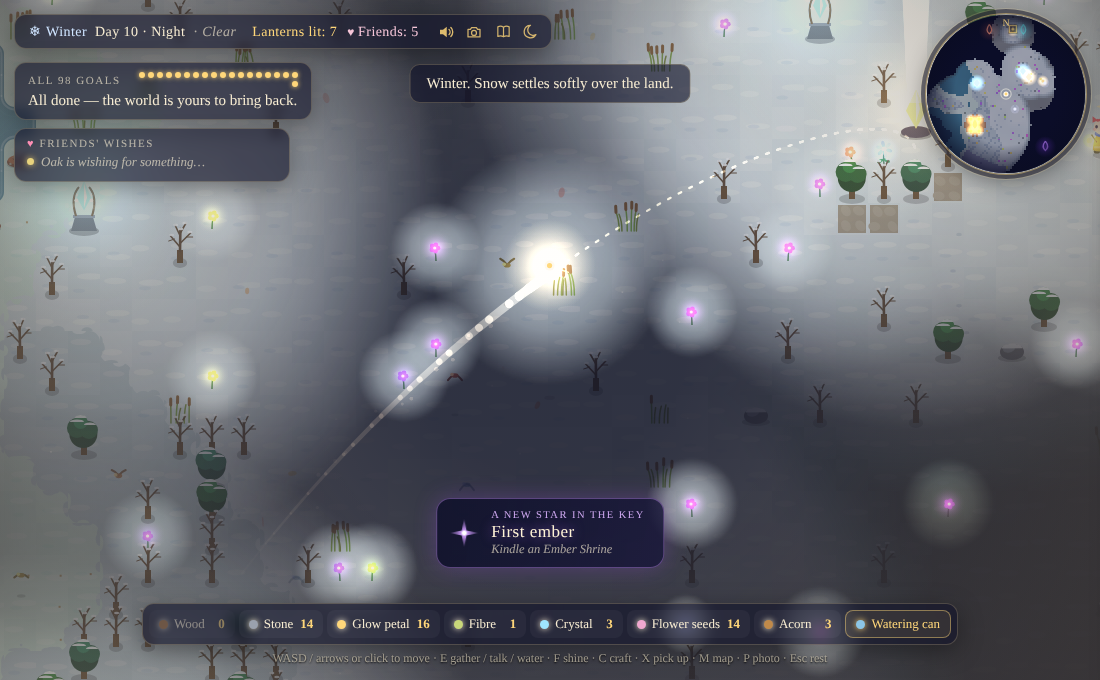 ❄ Winter Day 10 · Night · Clear Lanterns lit: 7 ♥ Friends: 5
N
ALL 98 GOALS
All done — the world is yours to bring back.
Winter. Snow settles softly over the land.
♥ FRIENDS' WISHES
Oak is wishing for something…
A NEW STAR IN THE KEY
First ember
Kindle an Ember Shrine
Wood 0 Stone 14 Glow petal 16 Fibre 1 Crystal 3 Flower seeds 14 Acorn 3 Watering can
WASD / arrows or click to move · E gather / talk / water · F shine · C craft · X pick up · M map · P photo · Esc rest